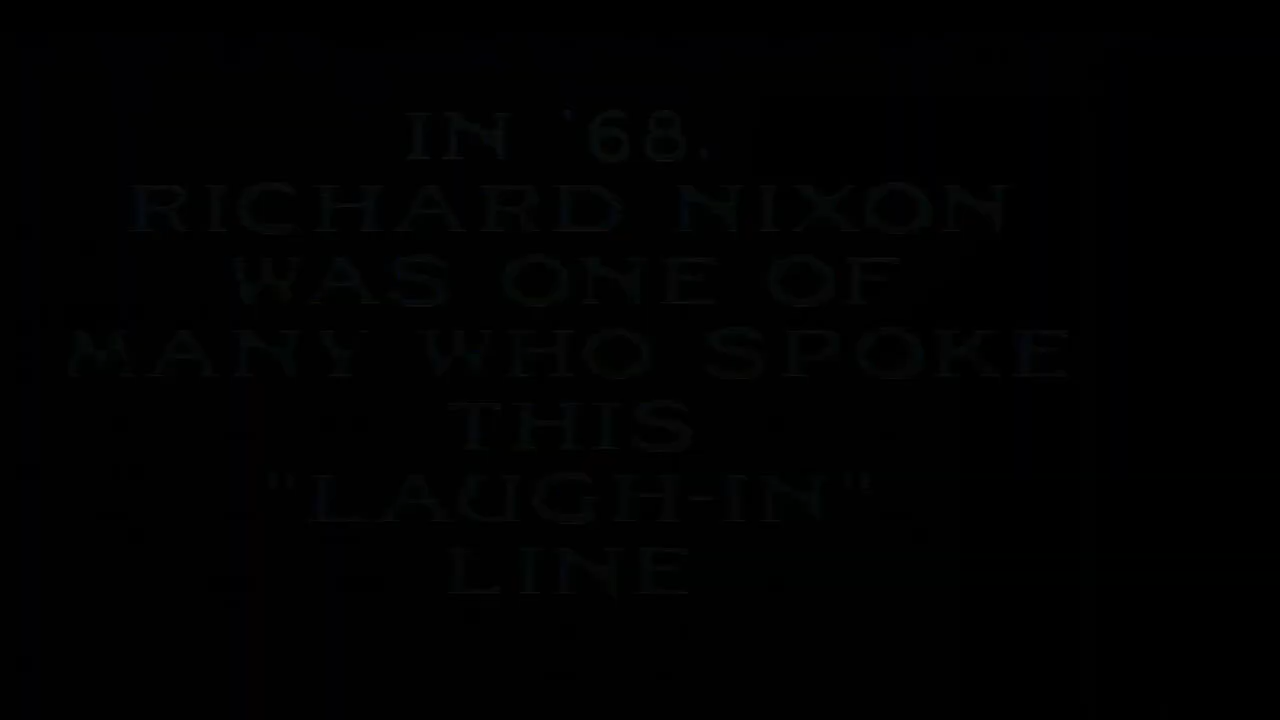 IN '68,
RICHARD NIXON
WAS ONE OF
MANY WHO SPOKE
THIS
"LAUGH-IN"
LINE